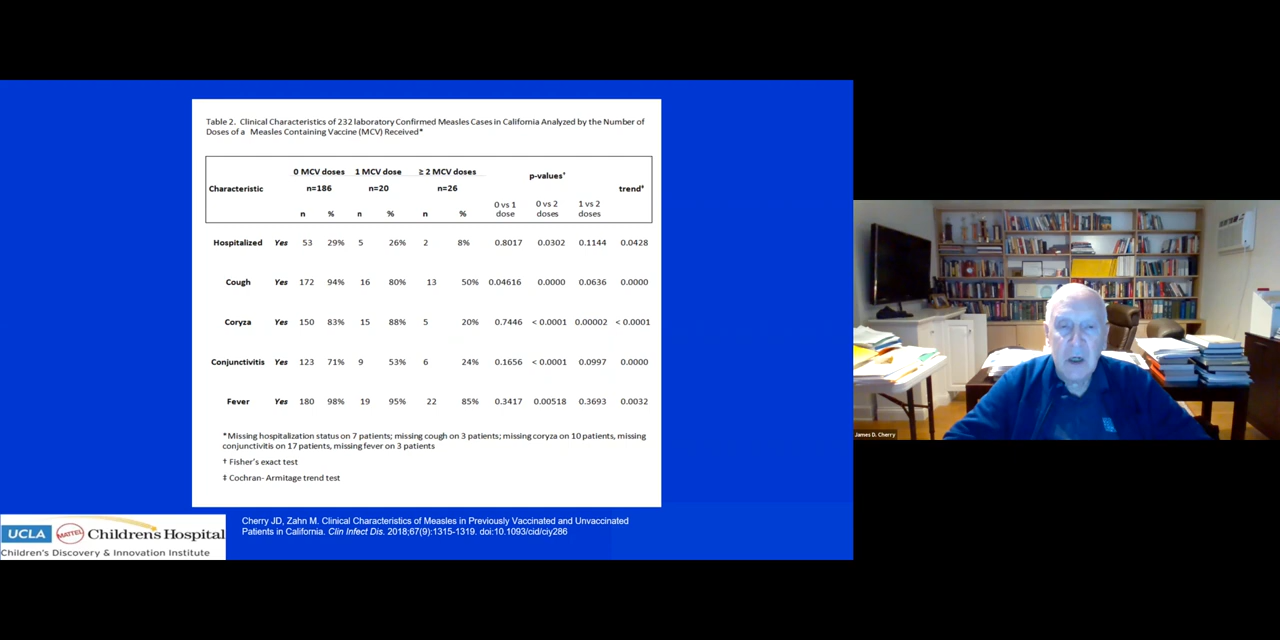 Table 2. Clinical Characteristics of 232 laboratory Confirmed Measles Cases in California Analyzed by the Number of
Doses of a Measles Containing Vaccine (MCV) Received*
0 MCV doses 1 MCV dose ≥ 2 MCV doses
p-values†
Characteristic n=186 n=20 n=26 trend‡
0 vs 1 dose 0 vs 2 doses 1 vs 2 doses
n % n % n %
Hospitalized Yes 53 29% 5 26% 2 8% 0.8017 0.0302 0.1144 0.0428
Cough Yes 172 94% 16 80% 13 50% 0.04616 0.0000 0.0636 0.0000
Coryza Yes 150 83% 15 88% 5 20% 0.7446 < 0.0001 0.00002 < 0.0001
Conjunctivitis Yes 123 71% 9 53% 6 24% 0.1656 < 0.0001 0.0997 0.0000
Fever Yes 180 98% 19 95% 22 85% 0.3417 0.00518 0.3693 0.0032
*Missing hospitalization status on 7 patients; missing cough on 3 patients; missing coryza on 10 patients, missing
conjunctivitis on 17 patients, missing fever on 3 patients
† Fisher's exact test
‡ Cochran- Armitage trend test
UCLA MATTEL Children's Hospital
Children's Discovery & Innovation Institute
Cherry JD, Zahn M. Clinical Characteristics of Measles in Previously Vaccinated and Unvaccinated
Patients in California. Clin Infect Dis. 2018;67(9):1315-1319. doi:10.1093/cid/ciy286
James D. Cherry